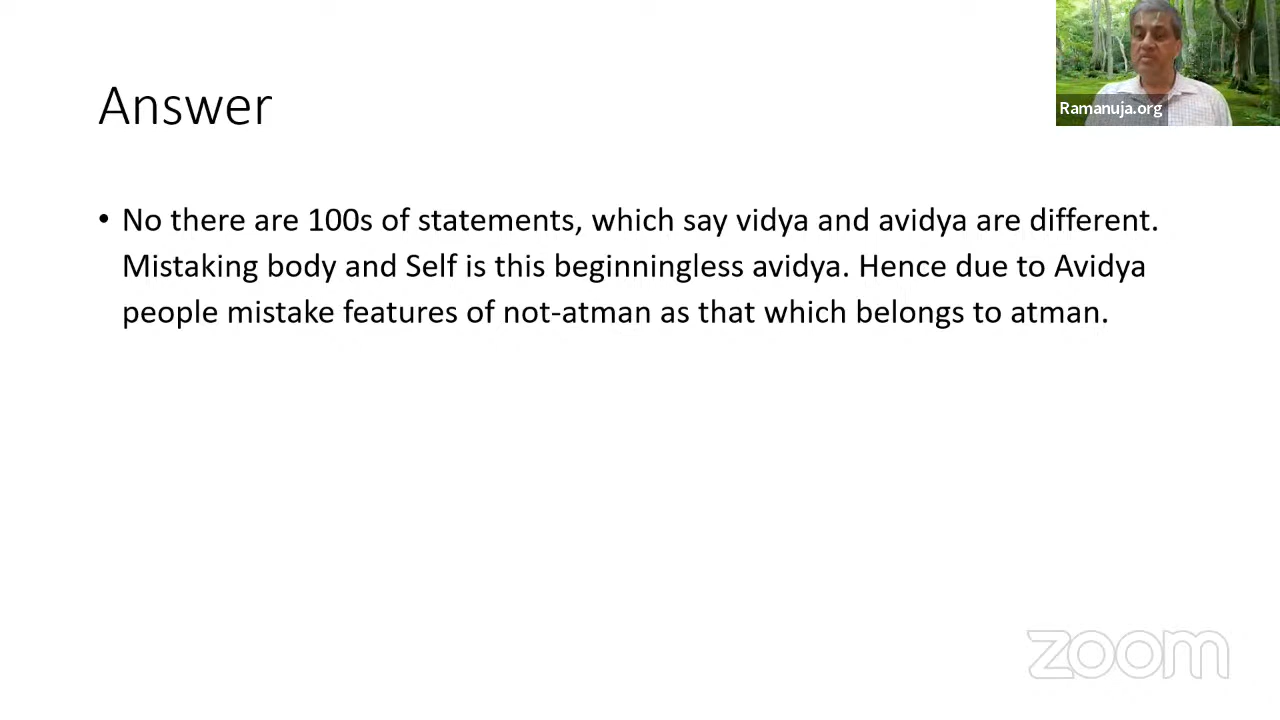 Ramanuja.org
Answer
• No there are 100s of statements, which say vidya and avidya are different.
Mistaking body and Self is this beginningless avidya. Hence due to Avidya
people mistake features of not-atman as that which belongs to atman.
zoom